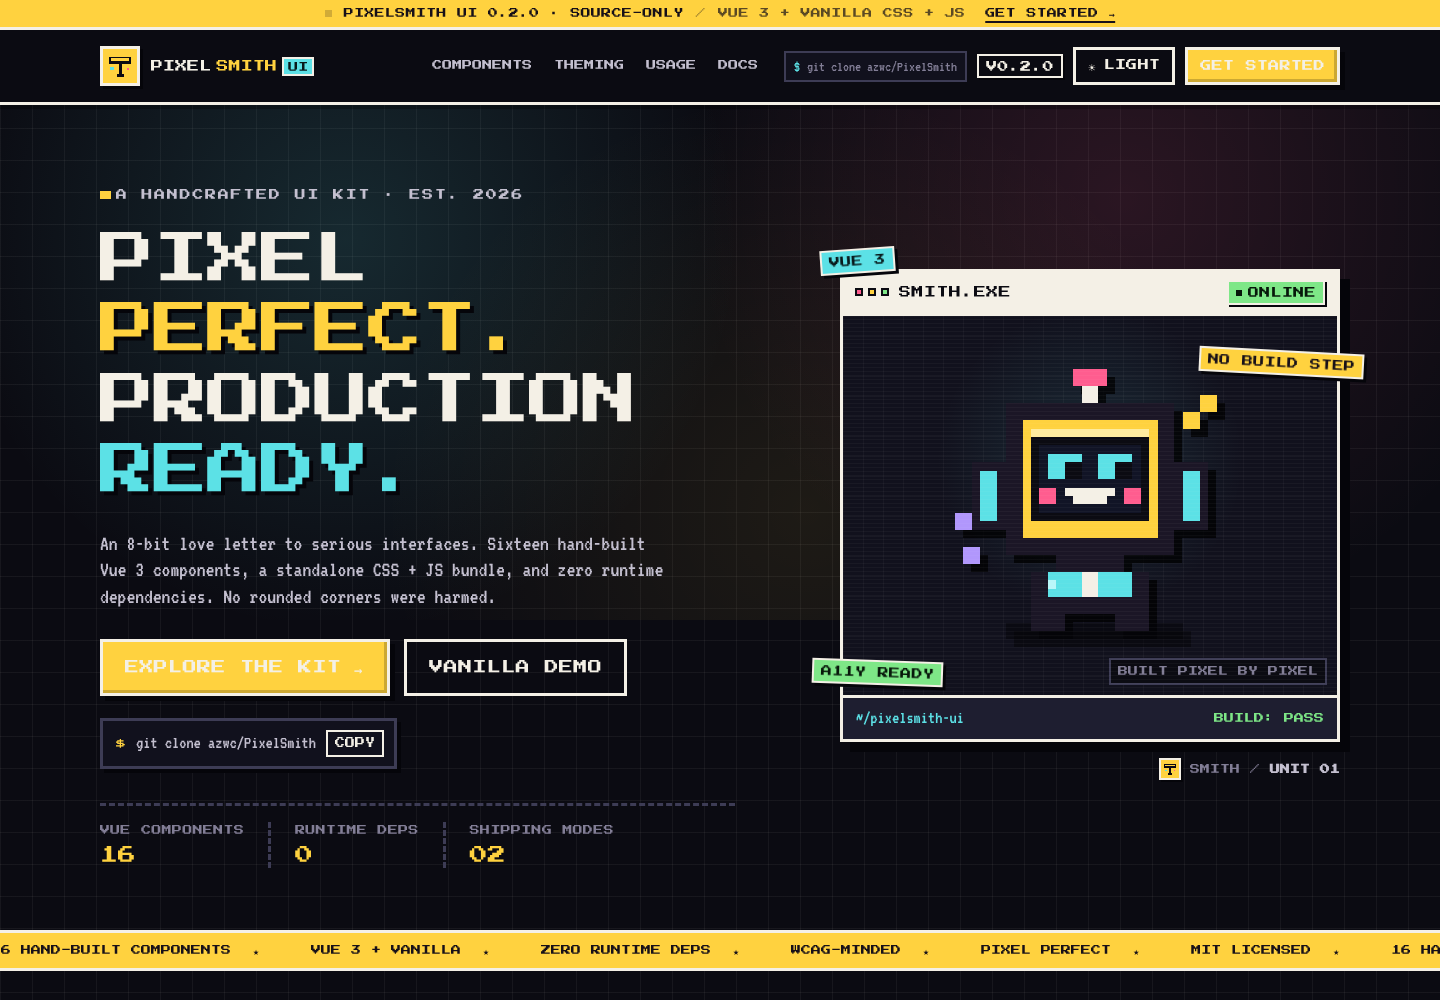 PIXELSMITH UI 0.2.0 · SOURCE-ONLY / VUE 3 + VANILLA CSS + JS GET STARTED →
PIXEL SMITH UI
COMPONENTS THEMING USAGE DOCS
$ git clone azwc/PixelSmith
V0.2.0
☀ LIGHT
GET STARTED
A HANDCRAFTED UI KIT · EST. 2026
PIXEL
PERFECT.
PRODUCTION
READY.
An 8-bit love letter to serious interfaces. Sixteen hand-built
Vue 3 components, a standalone CSS + JS bundle, and zero runtime
dependencies. No rounded corners were harmed.
EXPLORE THE KIT →
VANILLA DEMO
$ git clone azwc/PixelSmith COPY
VUE COMPONENTS
16
RUNTIME DEPS
0
SHIPPING MODES
02
VUE 3
SMITH.EXE
ONLINE
NO BUILD STEP
A11Y READY
BUILT PIXEL BY PIXEL
~/pixelsmith-ui
BUILD: PASS
SMITH / UNIT 01
6 HAND-BUILT COMPONENTS ★ VUE 3 + VANILLA ★ ZERO RUNTIME DEPS ★ WCAG-MINDED ★ PIXEL PERFECT ★ MIT LICENSED ★ 16 HA